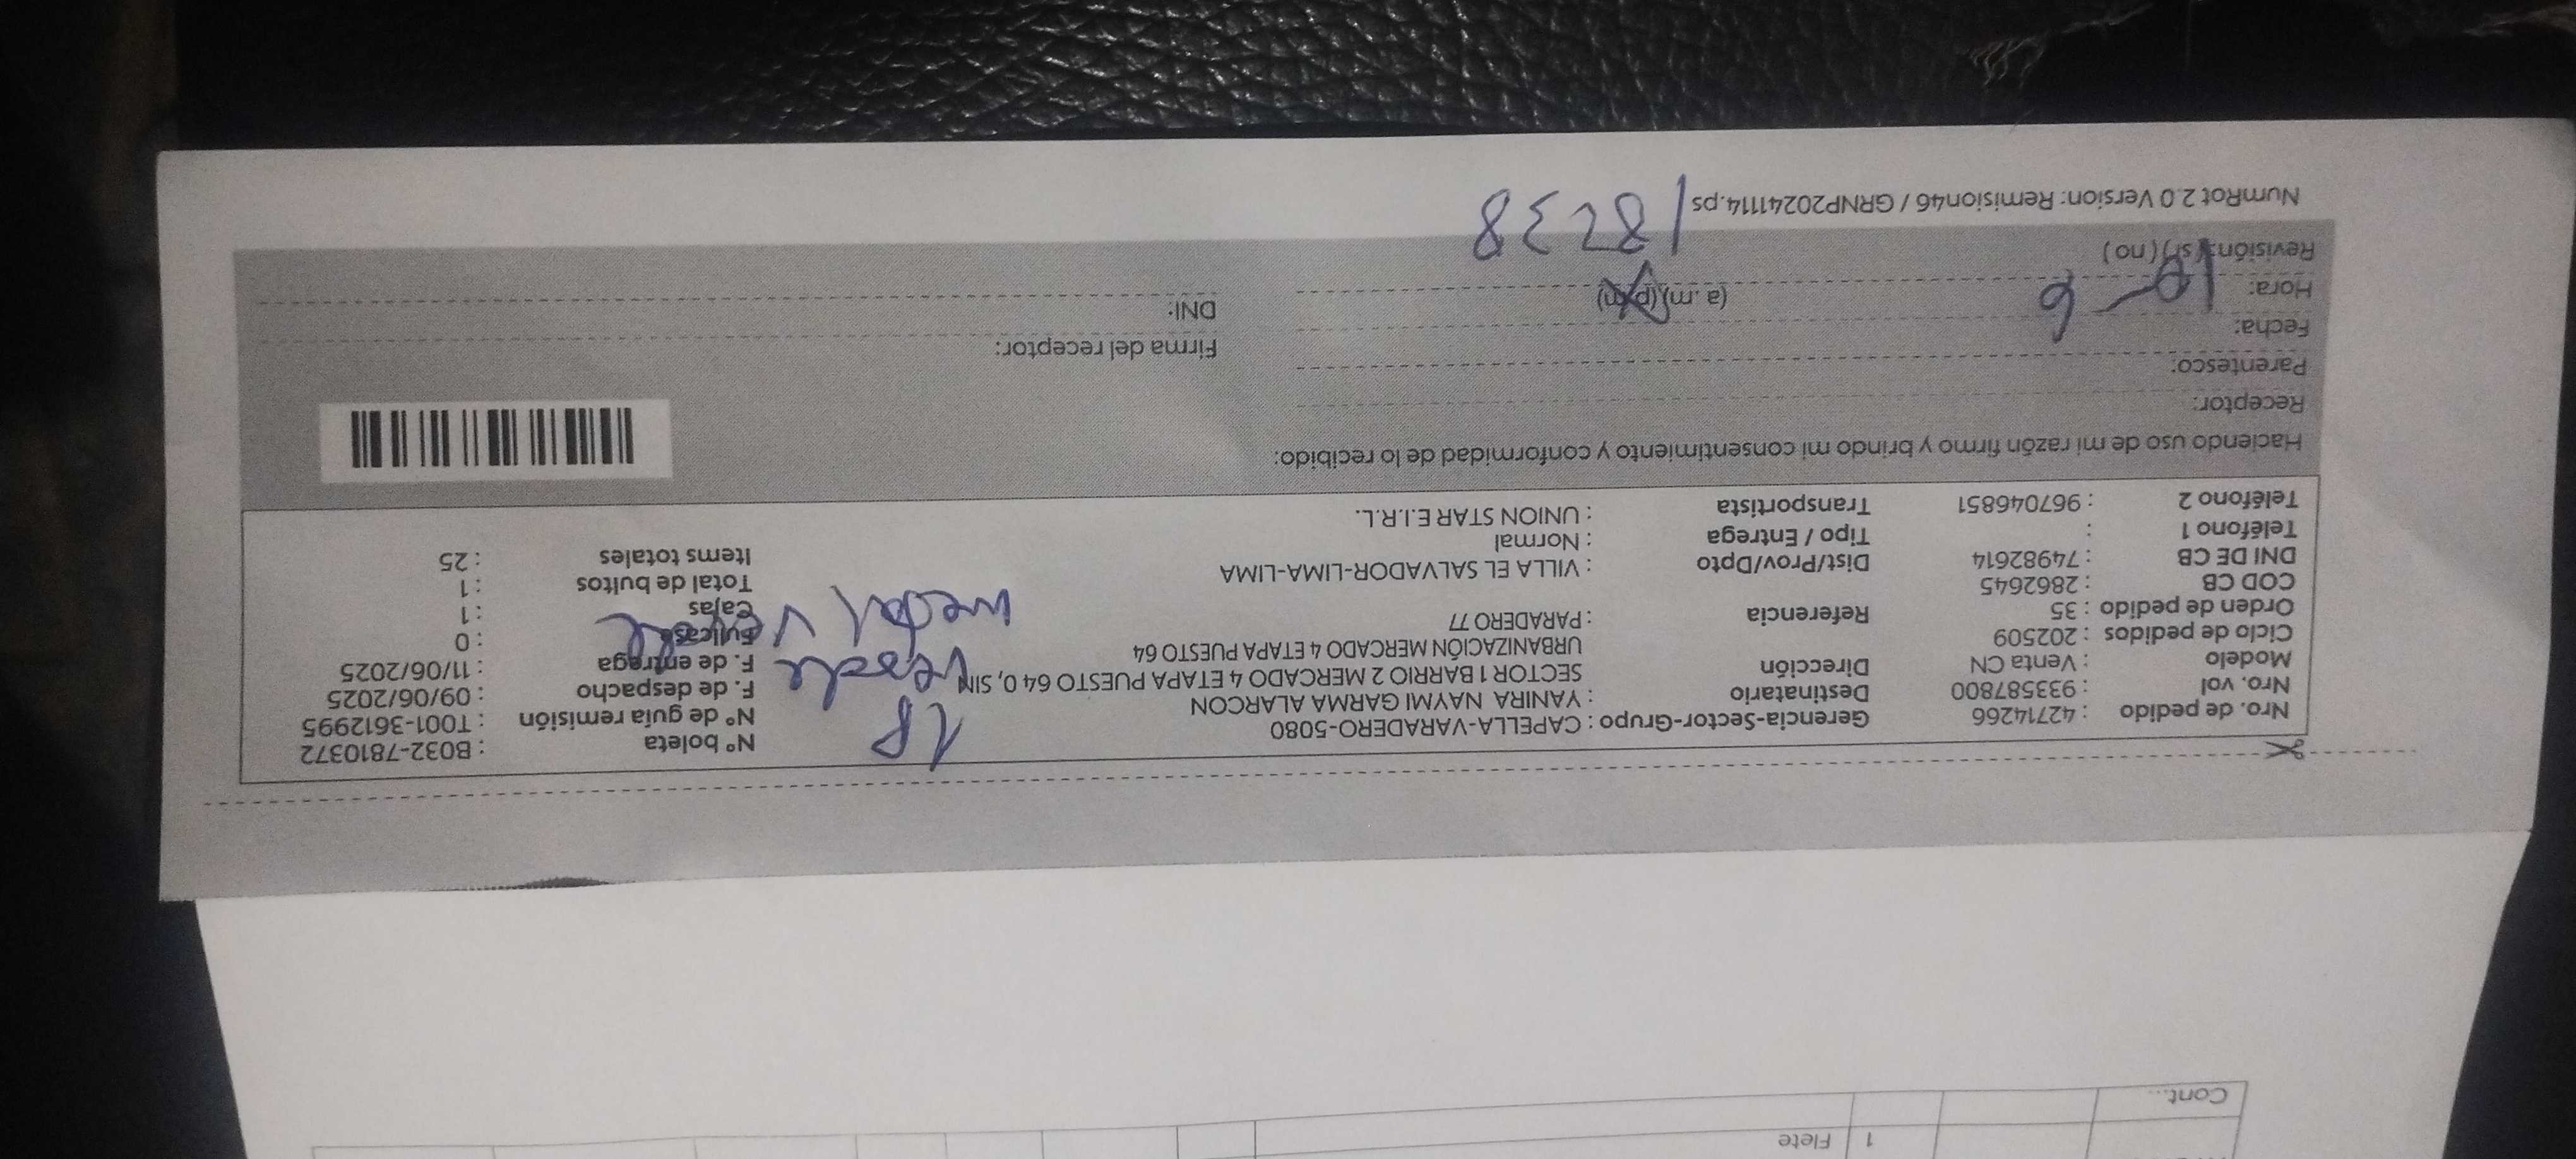 Flete 1
Cont...
Nro. de pedido : 42714266
Nro. vol : 933587800
Modelo : Venta CN
Ciclo de pedidos : 202509
Orden de pedido : 35
COD CB : 2862645
DNI DE CB : 74982614
Teléfono 1 :
Teléfono 2 : 967046851
Gerencia-Sector-Grupo : CAPELLA-VARADERO-5080
Destinatario : YANIRA NAYMI GARMA ALARCON
Dirección SECTOR 1 BARRIO 2 MERCADO 4 ETAPA PUESTO 64 0, SIN
URBANIZACIÓN MERCADO 4 ETAPA PUESTO 64
Referencia : PARADERO 77
Dist/Prov/Dpto : VILLA EL SALVADOR-LIMA-LIMA
Tipo / Entrega : Normal
Transportista : UNION STAR E.I.R.L.
N° boleta : B032-7810372
N° de guía remisión : T001-3612995
F. de despacho : 09/06/2025
F. de entrega : 11/06/2025
Fullcase : 0
Cajas : 1
Total de bultos : 1
Items totales : 25
Haciendo uso de mi razón firmo y brindo mi consentimiento y conformidad de lo recibido:
Receptor:
Parentesco:
Fecha:
Hora: (a.m) (p.m)
Revisión: (si) (no)
Firma del receptor:
DNI:
18238
NumRot 2.0 Version: Remision46 / GRNP20241114.ps